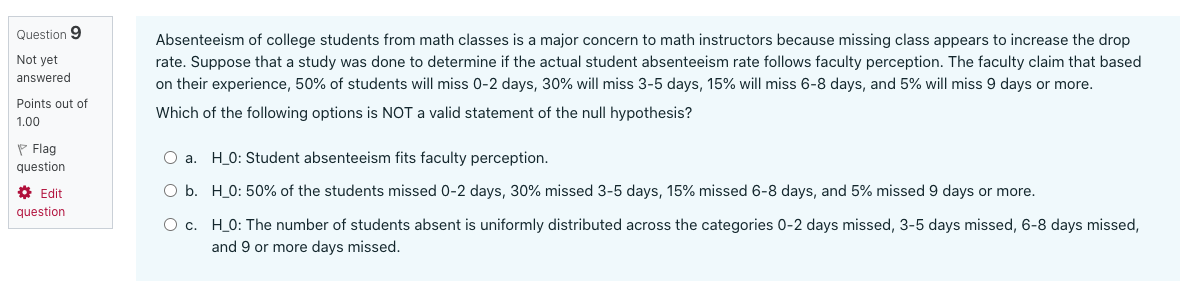 Question 9
Not yet
answered
Points out of
1.00
Flag
question
Edit
question
Absenteeism of college students from math classes is a major concern to math instructors because missing class appears to increase the drop
rate. Suppose that a study was done to determine if the actual student absenteeism rate follows faculty perception. The faculty claim that based
on their experience, 50% of students will miss 0-2 days, 30% will miss 3-5 days, 15% will miss 6-8 days, and 5% will miss 9 days or more.
Which of the following options is NOT a valid statement of the null hypothesis?
a. H_0: Student absenteeism fits faculty perception.
b. H_0: 50% of the students missed 0-2 days, 30% missed 3-5 days, 15% missed 6-8 days, and 5% missed 9 days or more.
c. H_0: The number of students absent is uniformly distributed across the categories 0-2 days missed, 3-5 days missed, 6-8 days missed,
and 9 or more days missed.